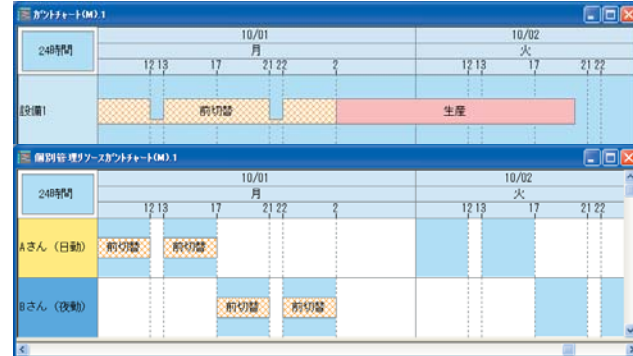 ガントチャート(M).1
24時間
10/01 10/02
月 火
12 13 17 21 22 2 12 13 17 21 22
設備1 前切替 生産
個別管理リソースガントチャート(M).1
24時間
10/01 10/02
月 火
12 13 17 21 22 2 12 13 17 21 22
Aさん（日勤） 前切替 前切替
Bさん（夜勤） 前切替 前切替